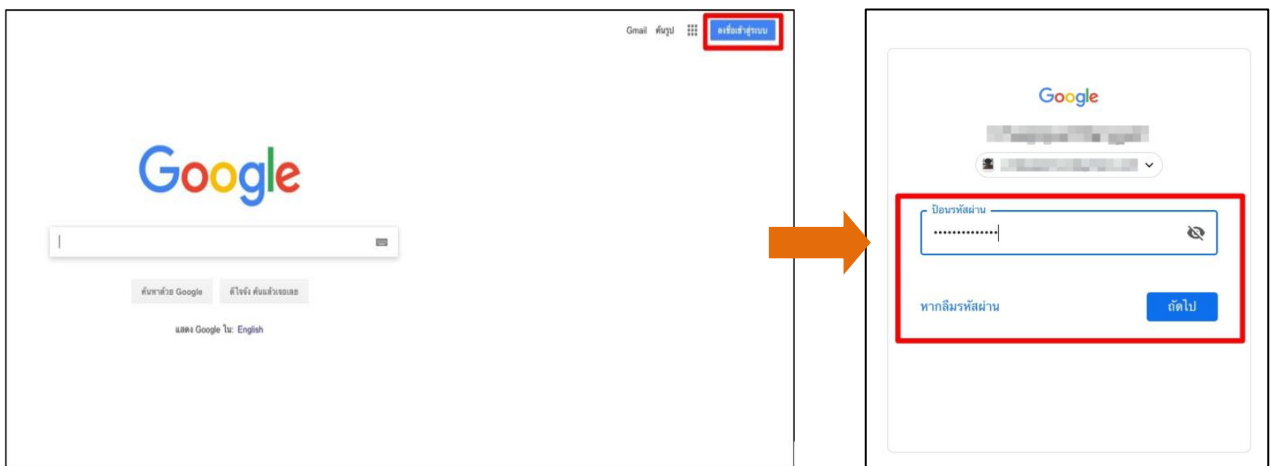 Gmail ค้นรูป ลงชื่อเข้าสู่ระบบ
Google
ค้นหาด้วย Google ดีใจจัง ค้นแล้วเจอเลย
แสดง Google ใน: English
Google
ป้อนรหัสผ่าน
หากลืมรหัสผ่าน ถัดไป